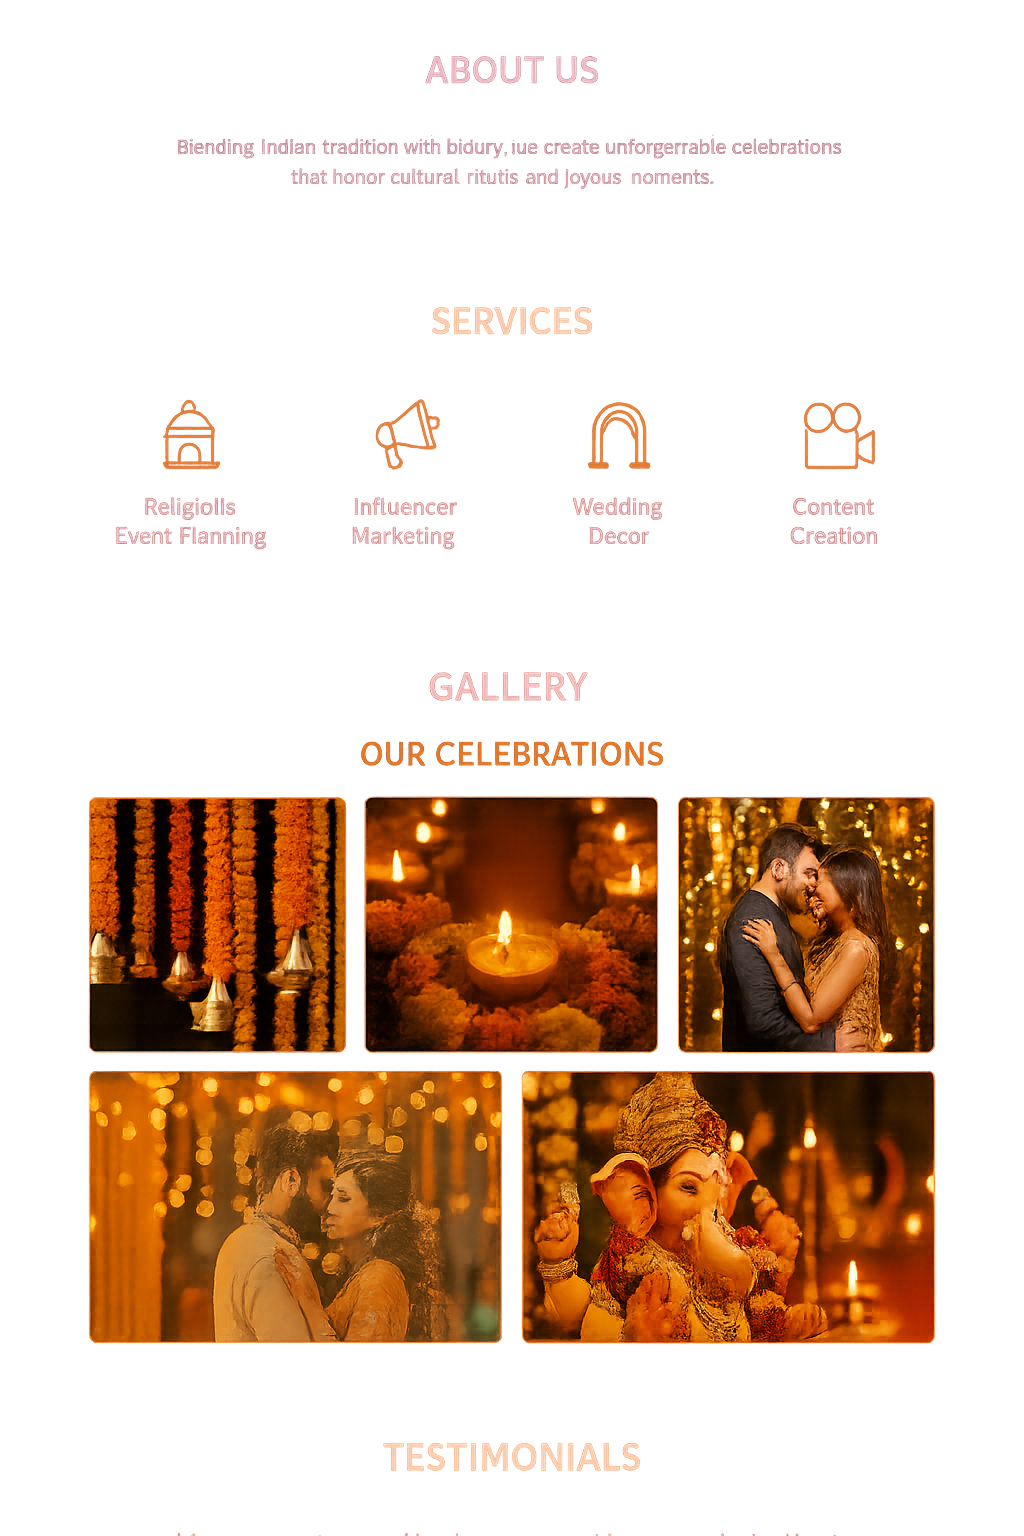 ABOUT US
Biending Indlan tradition with bidury, iue create unforgerrable celebrations
that honor cultural ritutis and Joyous noments.
SERVICES
Religiolls
Event Flanning
Influencer
Marketing
Wedding
Decor
Content
Creation
GALLERY
OUR CELEBRATIONS
TESTIMONIALS